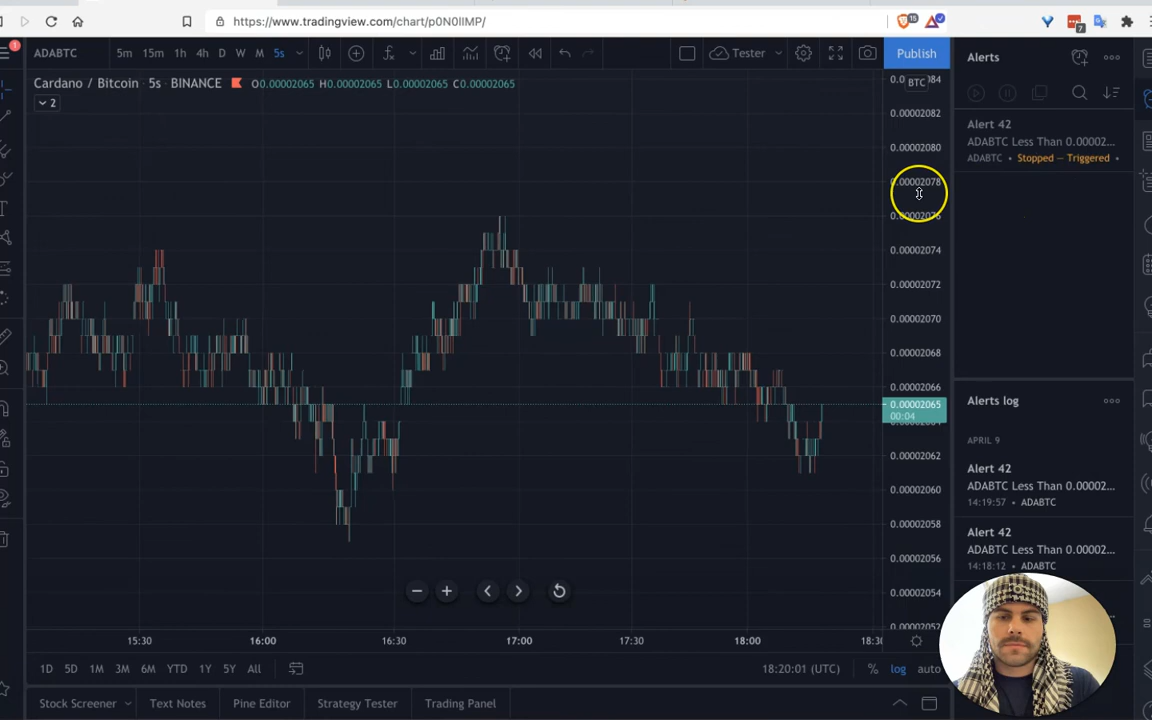 https://www.tradingview.com/chart/p0N0IIMP/
15
7
ADABTC 5m 15m 1h 4h D W M 5s Tester Publish Alerts
1
Cardano / Bitcoin · 5s · BINANCE O0.00002065 H0.00002065 L0.00002065 C0.00002065
2
BTC
0.00002082
0.00002080
0.00002078
0.00002076
0.00002074
0.00002072
0.00002070
0.00002068
0.00002066
0.00002065
00:04
0.00002062
0.00002060
0.00002058
0.00002056
0.00002054
0.00002052
Alert 42
ADABTC Less Than 0.00002...
ADABTC • Stopped — Triggered •
Alerts log
APRIL 9
Alert 42
ADABTC Less Than 0.00002...
14:19:57 • ADABTC
Alert 42
ADABTC Less Than 0.00002...
14:18:12 • ADABTC
15:30 16:00 16:30 17:00 17:30 18:00 18:30
1D 5D 1M 3M 6M YTD 1Y 5Y All 18:20:01 (UTC) % log auto
Stock Screener Text Notes Pine Editor Strategy Tester Trading Panel